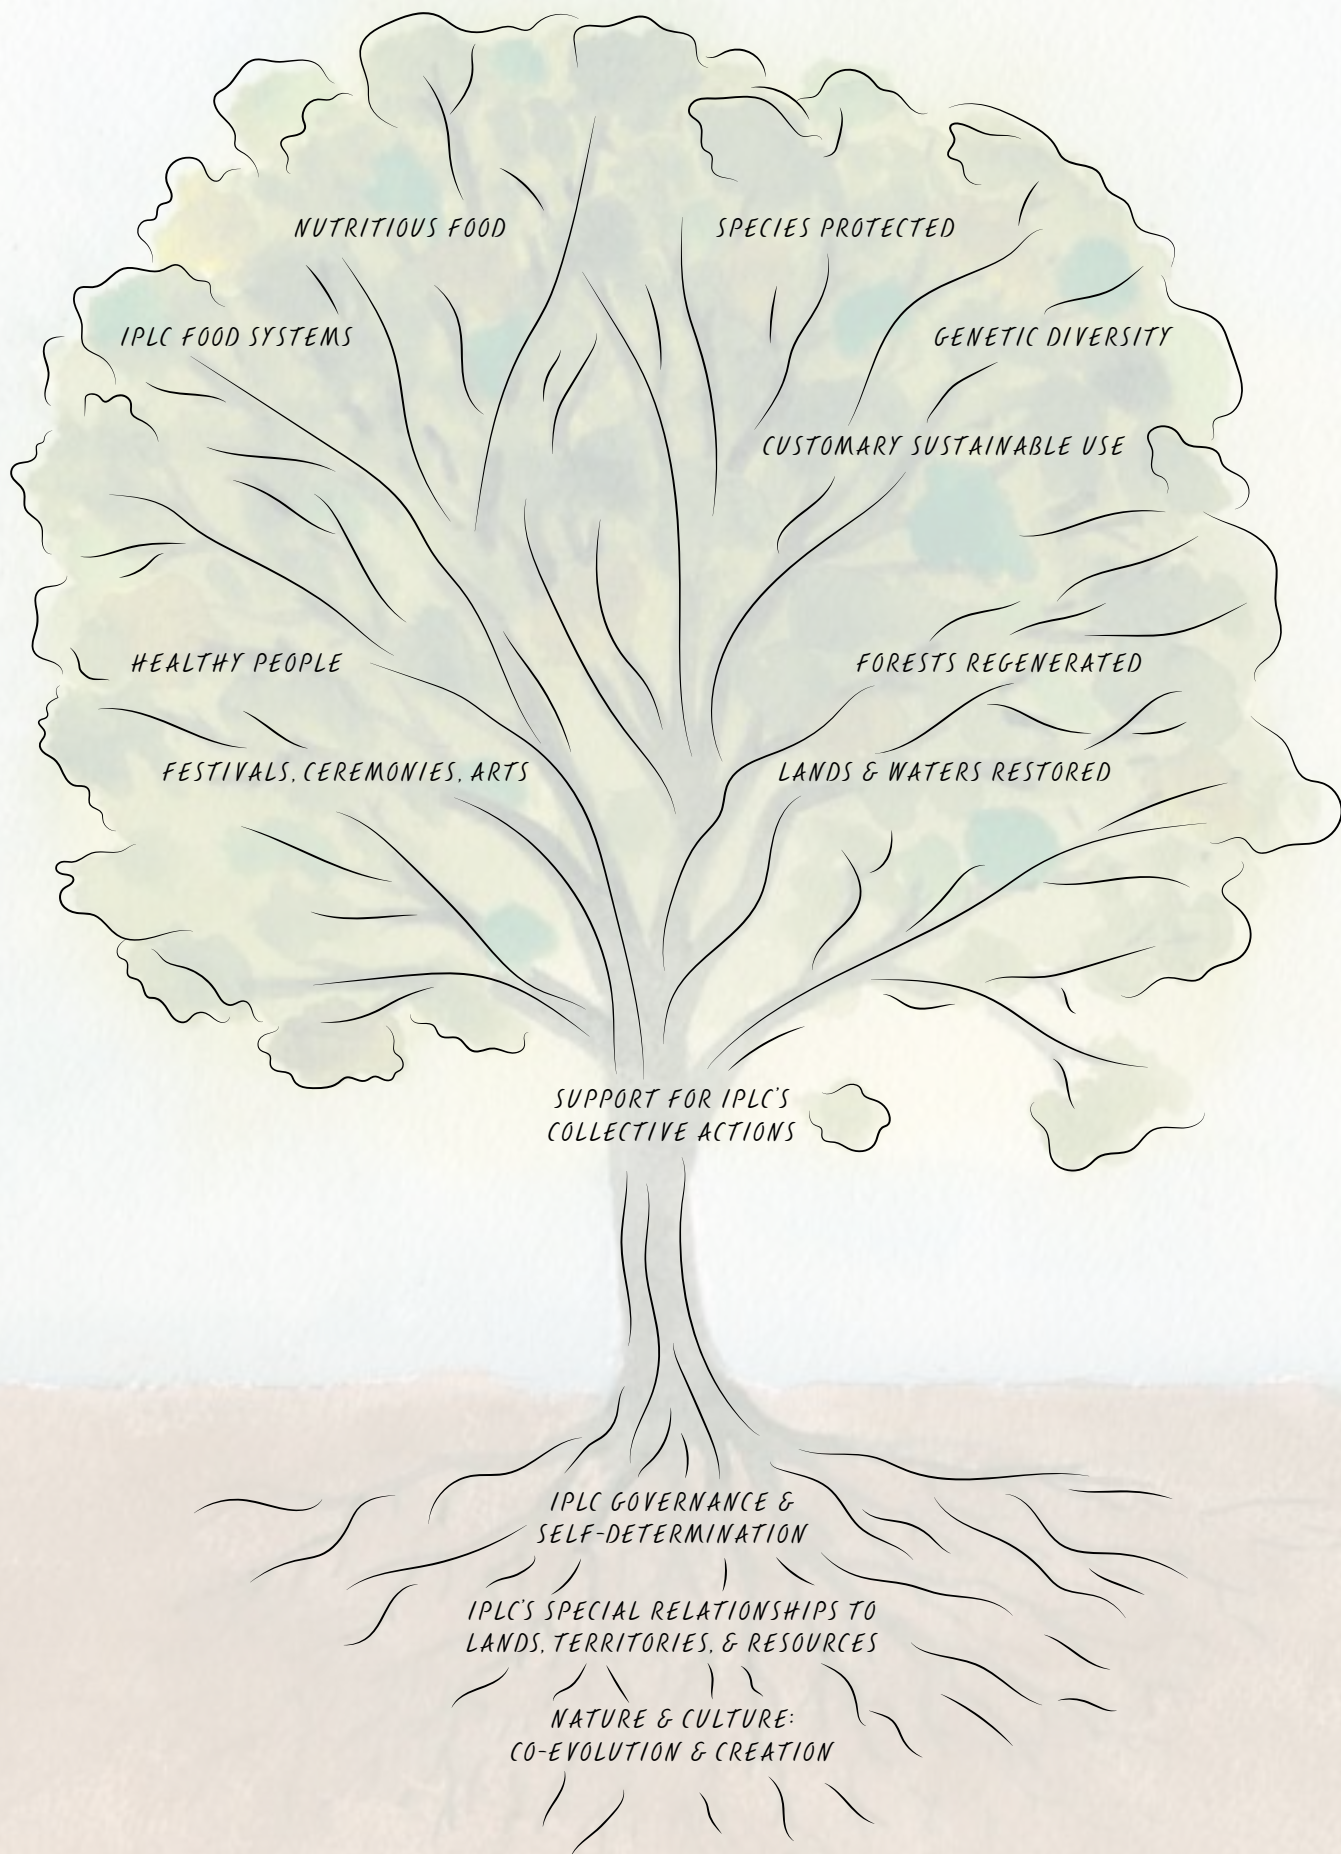 NUTRITIOUS FOOD
SPECIES PROTECTED
IPLC FOOD SYSTEMS
GENETIC DIVERSITY
CUSTOMARY SUSTAINABLE USE
HEALTHY PEOPLE
FORESTS REGENERATED
FESTIVALS, CEREMONIES, ARTS
LANDS & WATERS RESTORED
SUPPORT FOR IPLC'S
COLLECTIVE ACTIONS
IPLC GOVERNANCE &
SELF-DETERMINATION
IPLC'S SPECIAL RELATIONSHIPS TO
LANDS, TERRITORIES, & RESOURCES
NATURE & CULTURE:
CO-EVOLUTION & CREATION